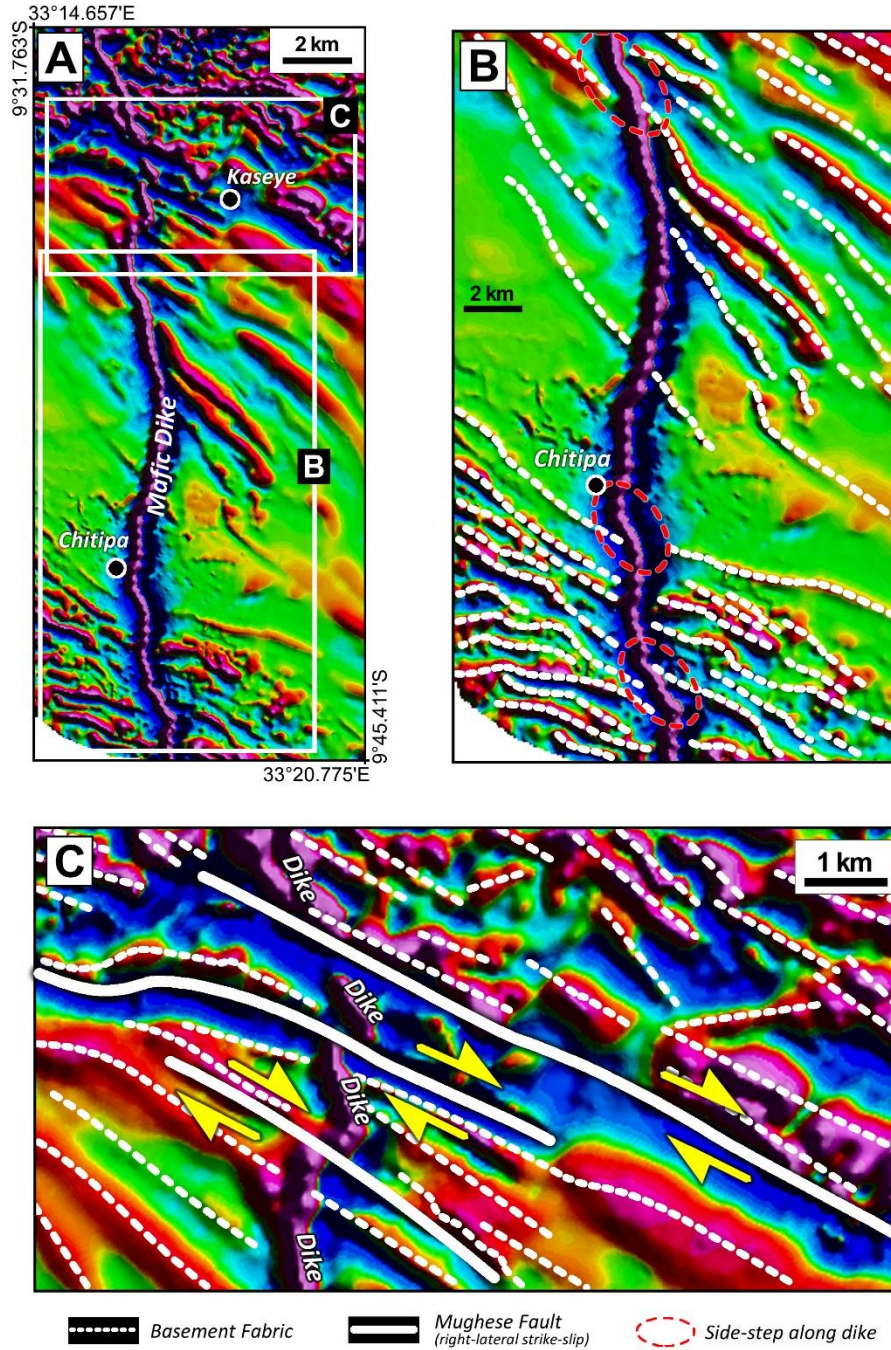 33°14.657'E
9°31.763'S
A
2 km
C
Kaseye
Mafic Dike
B
Chitipa
9°45.411'S
33°20.775'E
B
2 km
Chitipa
C
1 km
Dike
Dike
Dike
Dike
Basement Fabric
Mughese Fault
(right-lateral strike-slip)
Side-step along dike